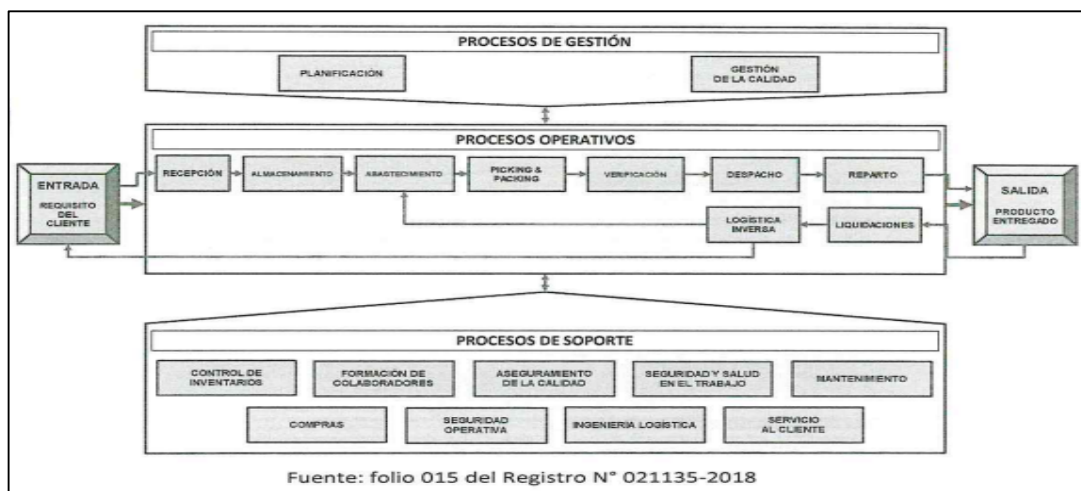 PROCESOS DE GESTIÓN
PLANIFICACIÓN
GESTIÓN
DE LA CALIDAD
PROCESOS OPERATIVOS
ENTRADA
REQUISITO
DEL
CLIENTE
RECEPCIÓN
ALMACENAMIENTO
ABASTECIMIENTO
PICKING &
PACKING
VERIFICACIÓN
DESPACHO
REPARTO
SALIDA
PRODUCTO
ENTREGADO
LOGÍSTICA
INVERSA
LIQUIDACIONES
PROCESOS DE SOPORTE
CONTROL DE
INVENTARIOS
FORMACIÓN DE
COLABORADORES
ASEGURAMIENTO
DE LA CALIDAD
SEGURIDAD Y SALUD
EN EL TRABAJO
MANTENIMIENTO
COMPRAS
SEGURIDAD
OPERATIVA
INGENIERÍA LOGÍSTICA
SERVICIO
AL CLIENTE
Fuente: folio 015 del Registro N° 021135-2018